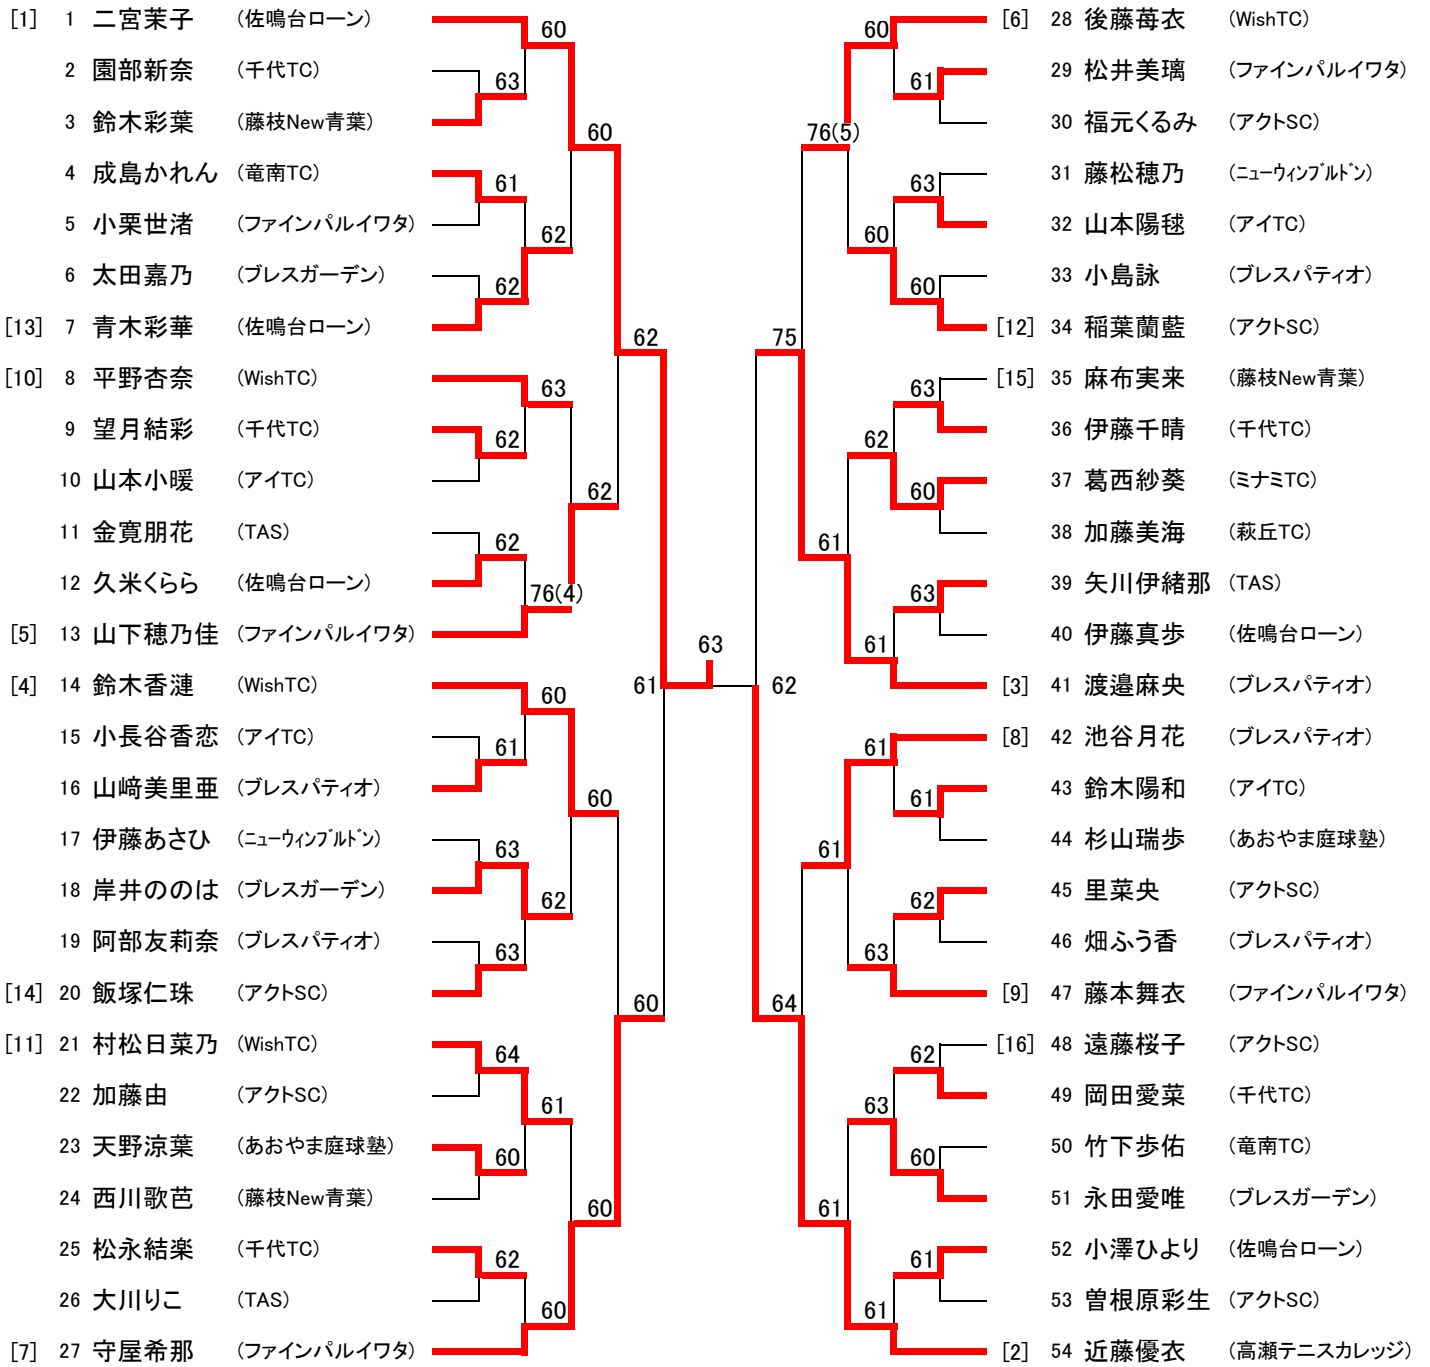 [1] 1 二宮茉子 (佐鳴台ローン)
2 園部新奈 (千代TC)
3 鈴木彩葉 (藤枝New青葉)
4 成島かれん (竜南TC)
5 小栗世渚 (ファインパルイワタ)
6 太田嘉乃 (ブレスガーデン)
[13] 7 青木彩華 (佐鳴台ローン)
[10] 8 平野杏奈 (WishTC)
9 望月結彩 (千代TC)
10 山本小暖 (アイTC)
11 金寛朋花 (TAS)
12 久米くらら (佐鳴台ローン)
[5] 13 山下穂乃佳 (ファインパルイワタ)
[4] 14 鈴木香漣 (WishTC)
15 小長谷香恋 (アイTC)
16 山﨑美里亜 (ブレスパティオ)
17 伊藤あさひ (ニューウィンブルドン)
18 岸井ののは (ブレスガーデン)
19 阿部友莉奈 (ブレスパティオ)
[14] 20 飯塚仁珠 (アクトSC)
[11] 21 村松日菜乃 (WishTC)
22 加藤由 (アクトSC)
23 天野涼葉 (あおやま庭球塾)
24 西川歌芭 (藤枝New青葉)
25 松永結楽 (千代TC)
26 大川りこ (TAS)
[7] 27 守屋希那 (ファインパルイワタ)
60
63
61
62
63
62
62
76(4)
60
61
63
63
64
60
62
60
60
62
62
60
62
61
60
62
60
60
61
63
62
75
64
76(5)
61
61
61
60
60
62
61
61
63
63
61
60
61
63
60
63
60
63
61
62
62
60
61
[6] 28 後藤苺衣 (WishTC)
29 松井美璃 (ファインパルイワタ)
30 福元くるみ (アクトSC)
31 藤松穂乃 (ニューウィンブルドン)
32 山本陽毬 (アイTC)
33 小島詠 (ブレスパティオ)
[12] 34 稲葉蘭藍 (アクトSC)
[15] 35 麻布実来 (藤枝New青葉)
36 伊藤千晴 (千代TC)
37 葛西紗葵 (ミナミTC)
38 加藤美海 (萩丘TC)
39 矢川伊緒那 (TAS)
40 伊藤真歩 (佐鳴台ローン)
[3] 41 渡邉麻央 (ブレスパティオ)
[8] 42 池谷月花 (ブレスパティオ)
43 鈴木陽和 (アイTC)
44 杉山瑞歩 (あおやま庭球塾)
45 里菜央 (アクトSC)
46 畑ふう香 (ブレスパティオ)
[9] 47 藤本舞衣 (ファインパルイワタ)
[16] 48 遠藤桜子 (アクトSC)
49 岡田愛菜 (千代TC)
50 竹下歩佑 (竜南TC)
51 永田愛唯 (ブレスガーデン)
52 小澤ひより (佐鳴台ローン)
53 曽根原彩生 (アクトSC)
[2] 54 近藤優衣 (高瀬テニスカレッジ)